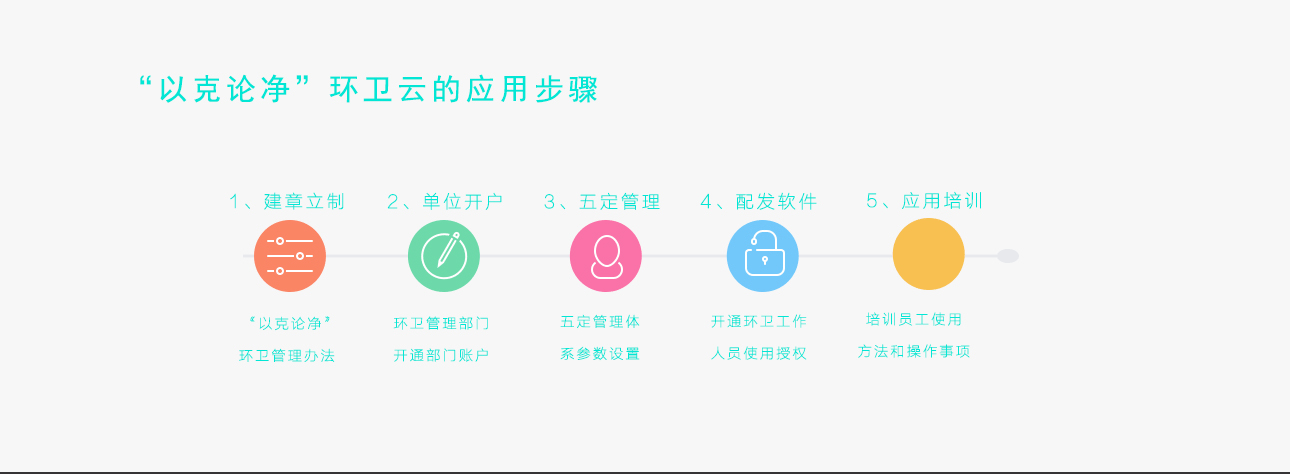 “以克论净”环卫云的应用步骤
1、建章立制
2、单位开户
3、五定管理
4、配发软件
5、应用培训
“以克论净”
环卫管理办法
环卫管理部门
开通部门账户
五定管理体
系参数设置
开通环卫工作
人员使用授权
培训员工使用
方法和操作事项